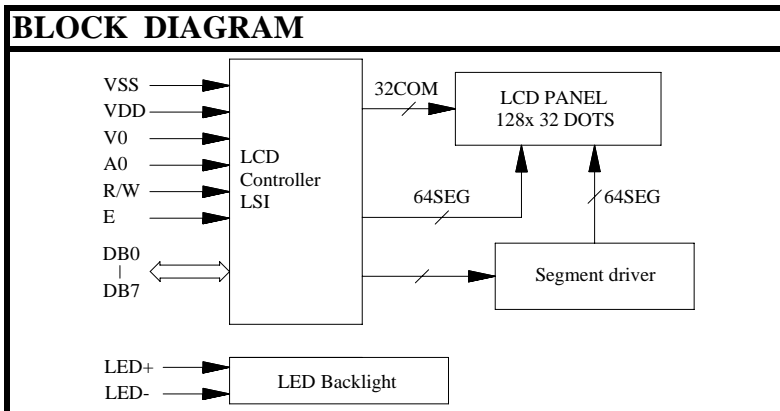 BLOCK DIAGRAM
VSS
VDD
V0
A0
R/W
E
DB0
|
DB7
LCD
Controller
LSI
32COM
LCD PANEL
128x 32 DOTS
64SEG
64SEG
Segment driver
LED+
LED-
LED Backlight